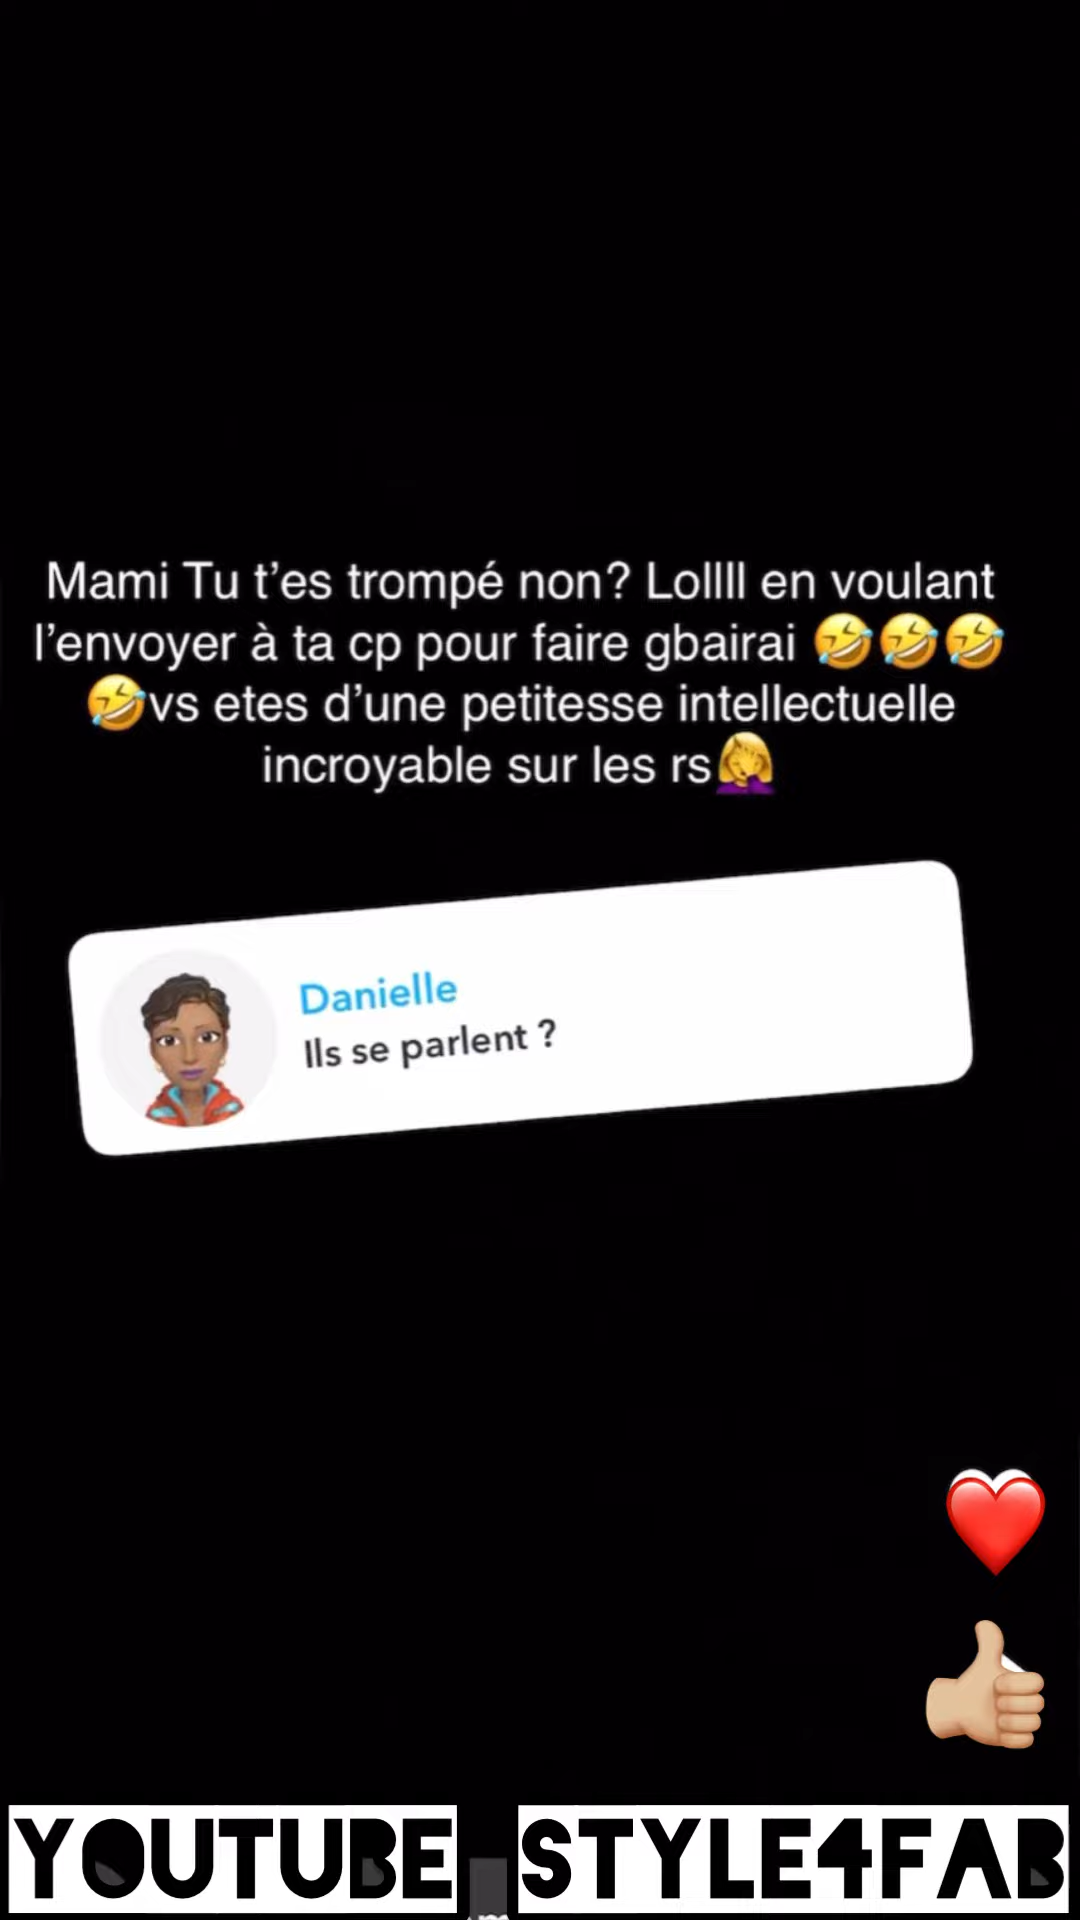 Mami Tu t’es trompé non? Lollll en voulant
l’envoyer à ta cp pour faire gbairai 🤣🤣🤣
🤣vs etes d’une petitesse intellectuelle
incroyable sur les rs🤦‍♀️
Danielle
Ils se parlent ?
YOUTUBE STYLE4FAB